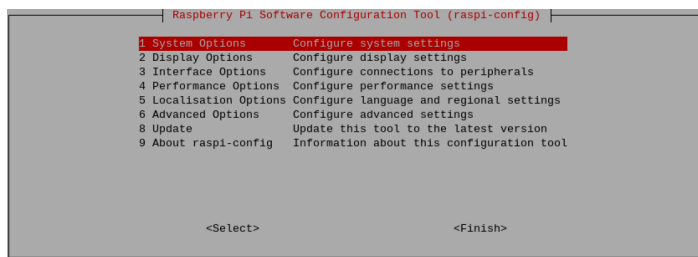 Raspberry Pi Software Configuration Tool (raspi-config)
1 System Options Configure system settings
2 Display Options Configure display settings
3 Interface Options Configure connections to peripherals
4 Performance Options Configure performance settings
5 Localisation Options Configure language and regional settings
6 Advanced Options Configure advanced settings
8 Update Update this tool to the latest version
9 About raspi-config Information about this configuration tool
<Select> <Finish>